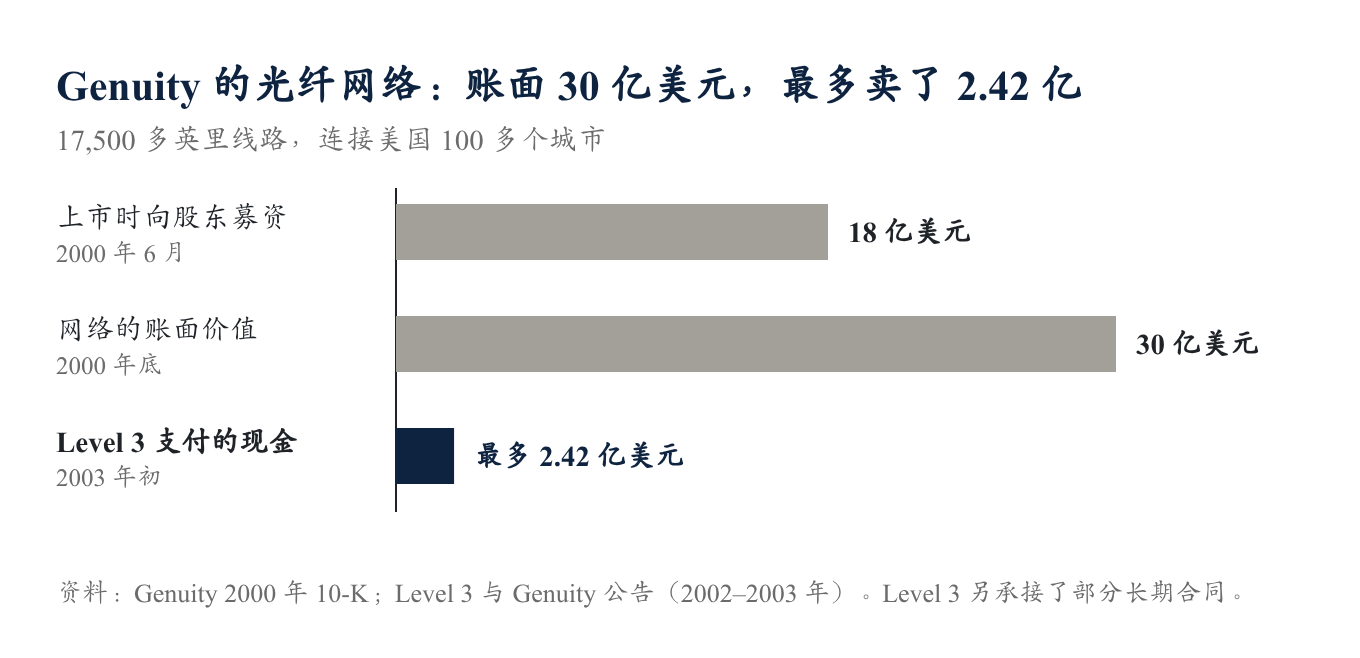 Genuity 的光纤网络：账面 30 亿美元，最多卖了 2.42 亿
17,500 多英里线路，连接美国 100 多个城市
上市时向股东募资
2000 年 6 月
18 亿美元
网络的账面价值
2000 年底
30 亿美元
Level 3 支付的现金
2003 年初
最多 2.42 亿美元
资料：Genuity 2000 年 10-K；Level 3 与 Genuity 公告（2002–2003 年）。Level 3 另承接了部分长期合同。